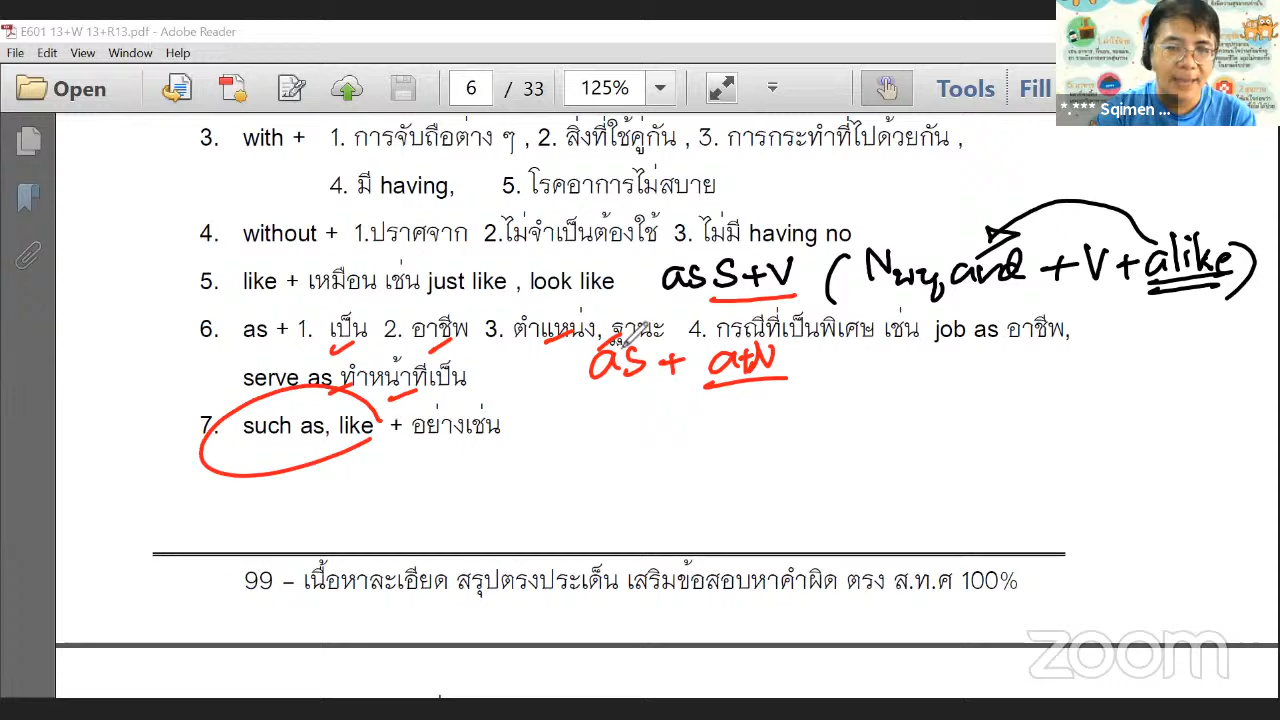 E601 13+W 13+R13.pdf - Adobe Reader
File Edit View Window Help
Open 6 / 33 125% Tools Fill
* *** Sqimen ...
3. with + 1. การจับถือต่าง ๆ , 2. สิ่งที่ใช้คู่กัน , 3. การกระทำที่ไปด้วยกัน ,
4. มี having, 5. โรคอาการไม่สบาย
4. without + 1.ปราศจาก 2.ไม่จำเป็นต้องใช้ 3. ไม่มี having no
5. like + เหมือน เช่น just like , look like as S+V ( N and + V + alike )
6. as + 1. เป็น 2. อาชีพ 3. ตำแหน่ง, ฐานะ 4. กรณีที่เป็นพิเศษ เช่น job as อาชีพ,
as + a+N
serve as ทำหน้าที่เป็น
7. such as, like + อย่างเช่น
99 – เนื้อหาละเอียด สรุปตรงประเด็น เสริมข้อสอบหาคำผิด ตรง ส.ท.ศ 100%
zoom